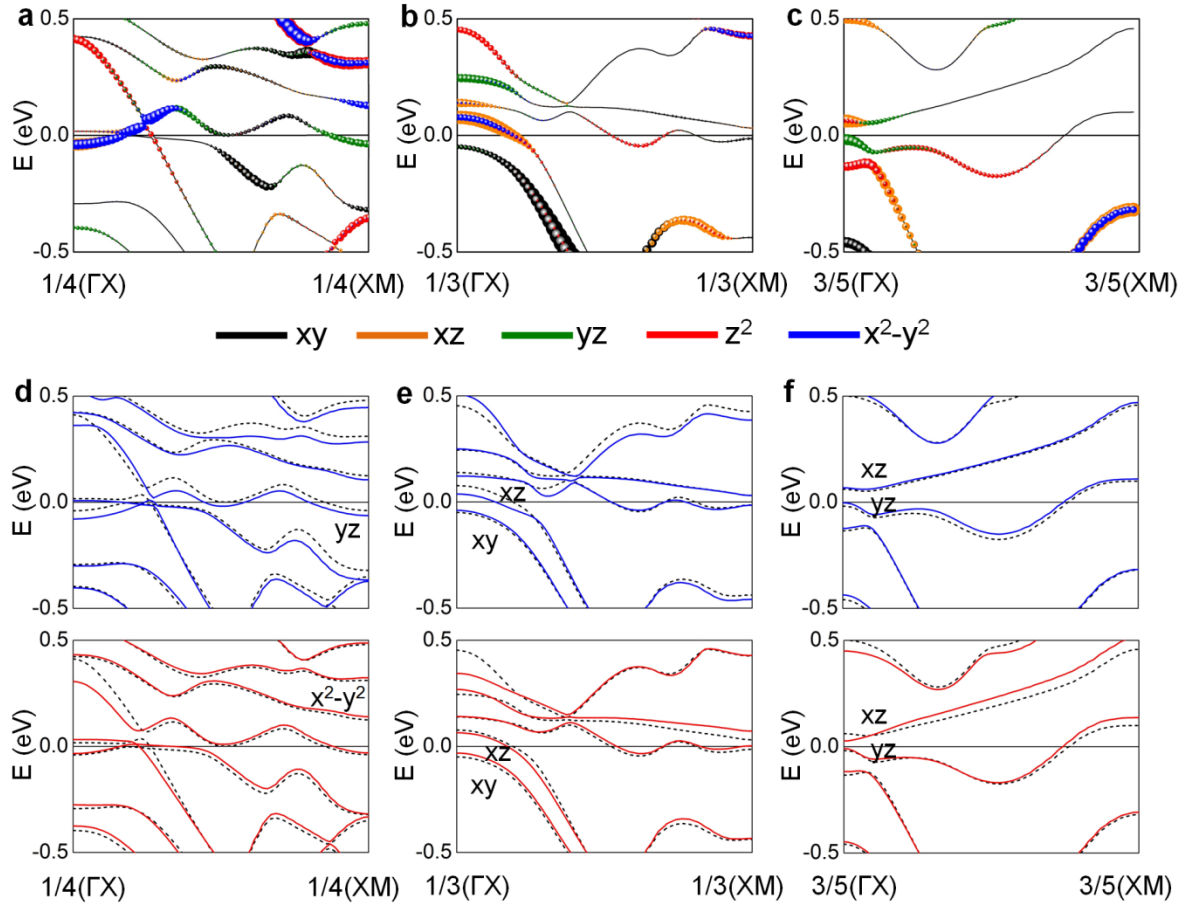 a b c
0.5 0.5 0.5
E (eV) E (eV) E (eV)
0.0 0.0 0.0
-0.5 -0.5 -0.5
1/4(ΓX) 1/4(XM) 1/3(ΓX) 1/3(XM) 3/5(ΓX) 3/5(XM)
xy xz yz z² x²-y²
d e f
0.5 0.5 0.5
E (eV) E (eV) E (eV)
xz
0.0 0.0 xz 0.0 yz
yz xy
-0.5 -0.5 -0.5
0.5 0.5 0.5
x²-y² xz
E (eV) E (eV) E (eV)
0.0 0.0 xz 0.0 yz
xy
-0.5 -0.5 -0.5
1/4(ΓX) 1/4(XM) 1/3(ΓX) 1/3(XM) 3/5(ΓX) 3/5(XM)